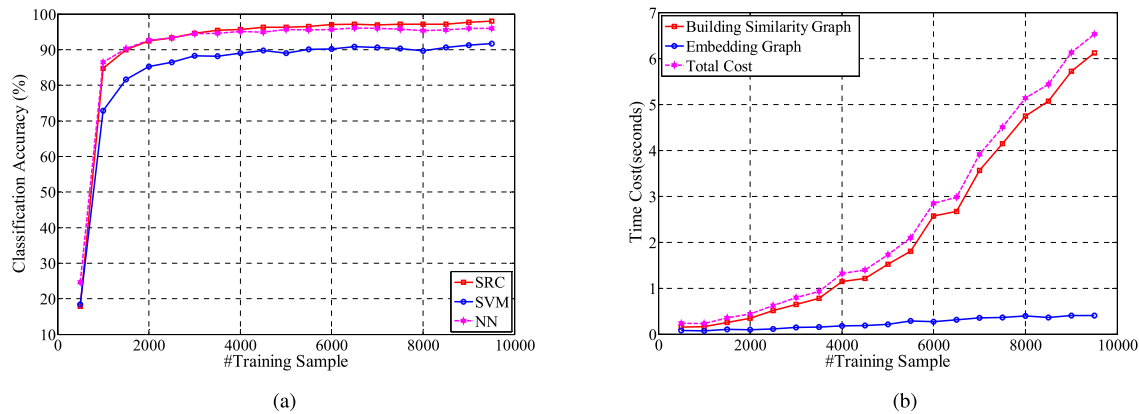 100
90
80
70
60
50
40
30
20
10
Classification Accuracy (%)
SRC
SVM
NN
0
2000
4000
6000
8000
10000
#Training Sample
(a)
7
6
5
4
3
2
1
0
Time Cost(seconds)
Building Similarity Graph
Embedding Graph
Total Cost
0
2000
4000
6000
8000
10000
#Training Sample
(b)